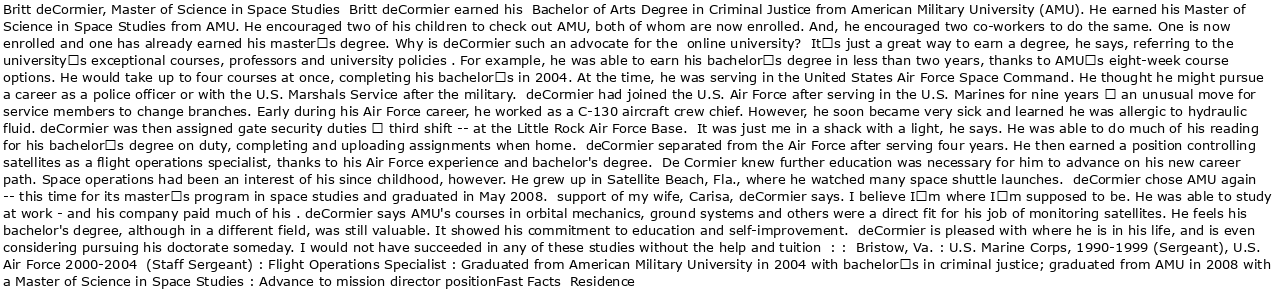 Britt deCormier, Master of Science in Space Studies  Britt deCormier earned his  Bachelor of Arts Degree in Criminal Justice from American Military University (AMU). He earned his Master of
Science in Space Studies from AMU. He encouraged two of his children to check out AMU, both of whom are now enrolled. And, he encouraged two co-workers to do the same. One is now
enrolled and one has already earned his master□s degree. Why is deCormier such an advocate for the  online university?  It□s just a great way to earn a degree, he says, referring to the
university□s exceptional courses, professors and university policies . For example, he was able to earn his bachelor□s degree in less than two years, thanks to AMU□s eight-week course
options. He would take up to four courses at once, completing his bachelor□s in 2004. At the time, he was serving in the United States Air Force Space Command. He thought he might pursue
a career as a police officer or with the U.S. Marshals Service after the military.  deCormier had joined the U.S. Air Force after serving in the U.S. Marines for nine years □ an unusual move for
service members to change branches. Early during his Air Force career, he worked as a C-130 aircraft crew chief. However, he soon became very sick and learned he was allergic to hydraulic
fluid. deCormier was then assigned gate security duties □ third shift -- at the Little Rock Air Force Base.  It was just me in a shack with a light, he says. He was able to do much of his reading
for his bachelor□s degree on duty, completing and uploading assignments when home.  deCormier separated from the Air Force after serving four years. He then earned a position controlling
satellites as a flight operations specialist, thanks to his Air Force experience and bachelor's degree.  De Cormier knew further education was necessary for him to advance on his new career
path. Space operations had been an interest of his since childhood, however. He grew up in Satellite Beach, Fla., where he watched many space shuttle launches.  deCormier chose AMU again
-- this time for its master□s program in space studies and graduated in May 2008.  support of my wife, Carisa, deCormier says. I believe I□m where I□m supposed to be. He was able to study
at work - and his company paid much of his . deCormier says AMU's courses in orbital mechanics, ground systems and others were a direct fit for his job of monitoring satellites. He feels his
bachelor's degree, although in a different field, was still valuable. It showed his commitment to education and self-improvement.  deCormier is pleased with where he is in his life, and is even
considering pursuing his doctorate someday. I would not have succeeded in any of these studies without the help and tuition  : :  Bristow, Va. : U.S. Marine Corps, 1990-1999 (Sergeant), U.S.
Air Force 2000-2004  (Staff Sergeant) : Flight Operations Specialist : Graduated from American Military University in 2004 with bachelor□s in criminal justice; graduated from AMU in 2008 with
a Master of Science in Space Studies : Advance to mission director positionFast Facts  Residence